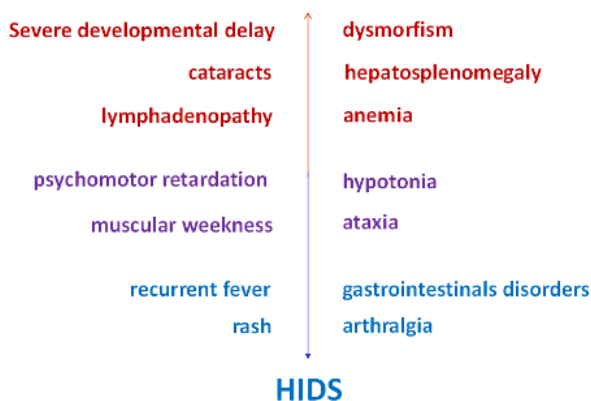 Severe developmental delay dysmorfism
cataracts hepatosplenomegaly
lymphadenopathy anemia
psychomotor retardation hypotonia
muscular weekness ataxia
recurrent fever gastrointestinals disorders
rash arthralgia
HIDS